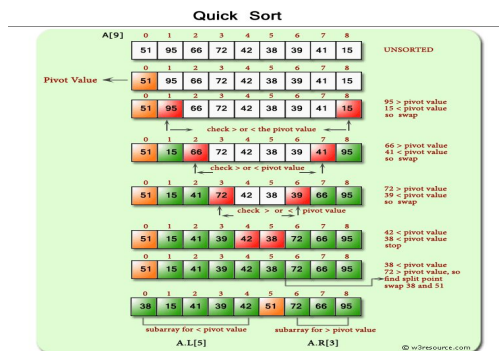 Quick Sort
A[9]
0 1 2 3 4 5 6 7 8
51 95 66 72 42 38 39 41 15
UNSORTED
0 1 2 3 4 5 6 7 8
Pivot Value
51 95 66 72 42 38 39 41 15
0 1 2 3 4 5 6 7 8
51 95 66 72 42 38 39 41 15
95 > pivot value
15 < pivot value
so swap
check > or < the pivot value
0 1 2 3 4 5 6 7 8
51 15 66 72 42 38 39 41 95
66 > pivot value
41 < pivot value
so swap
check > or < pivot value
0 1 2 3 4 5 6 7 8
51 15 41 72 42 38 39 66 95
72 > pivot value
39 < pivot value
so swap
check > or < pivot value
0 1 2 3 4 5 6 7 8
51 15 41 39 42 38 72 66 95
42 < pivot value
38 < pivot value
stop
0 1 2 3 4 5 6 7 8
51 15 41 39 42 38 72 66 95
38 < pivot value
72 > pivot value, so
find split point
swap 38 and 51
0 1 2 3 4 5 6 7 8
38 15 41 39 42 51 72 66 95
subarray for < pivot value
subarray for > pivot value
A.L[5]
A.R[3]
© w3resource.com